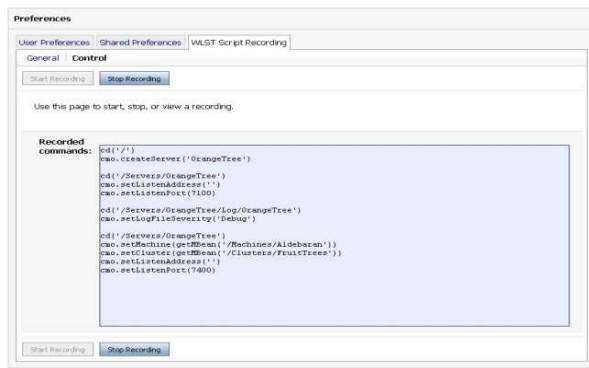 Preferences
User Preferences Shared Preferences WLST Script Recording
General Control
Start Recording Stop Recording
Use this page to start, stop, or view a recording.
Recorded commands:
cd('/')
cmo.createServer('OrangeTree')
cd('/Servers/OrangeTree')
cmo.setListenAddress('')
cmo.setListenPort(7100)
cd('/Servers/OrangeTree/Log/OrangeTree')
cmo.setLogFileSeverity('Debug')
cd('/Servers/OrangeTree')
cmo.setMachine(getMBean('/Machines/Aldebaran'))
cmo.setCluster(getMBean('/Clusters/FruitTrees'))
cmo.setListenAddress('')
cmo.setListenPort(7400)
Start Recording Stop Recording